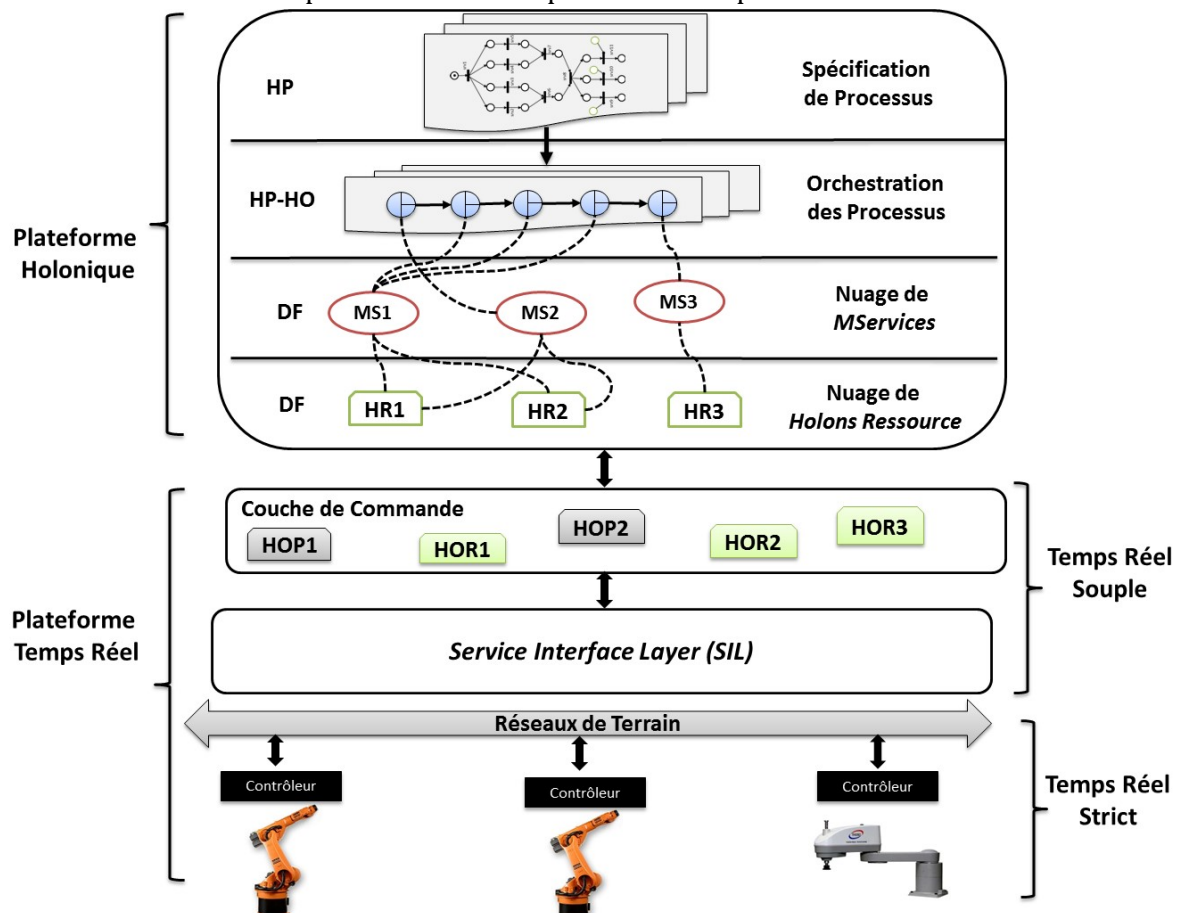 HP
Spécification
de Processus
HP-HO
Orchestration
des Processus
Plateforme
Holonique
DF
MS1
MS2
MS3
Nuage de
MServices
DF
HR1
HR2
HR3
Nuage de
Holons Ressource
Couche de Commande
HOP1
HOR1
HOP2
HOR2
HOR3
Temps Réel
Souple
Plateforme
Temps Réel
Service Interface Layer (SIL)
Réseaux de Terrain
Contrôleur
Contrôleur
Contrôleur
Temps Réel
Strict